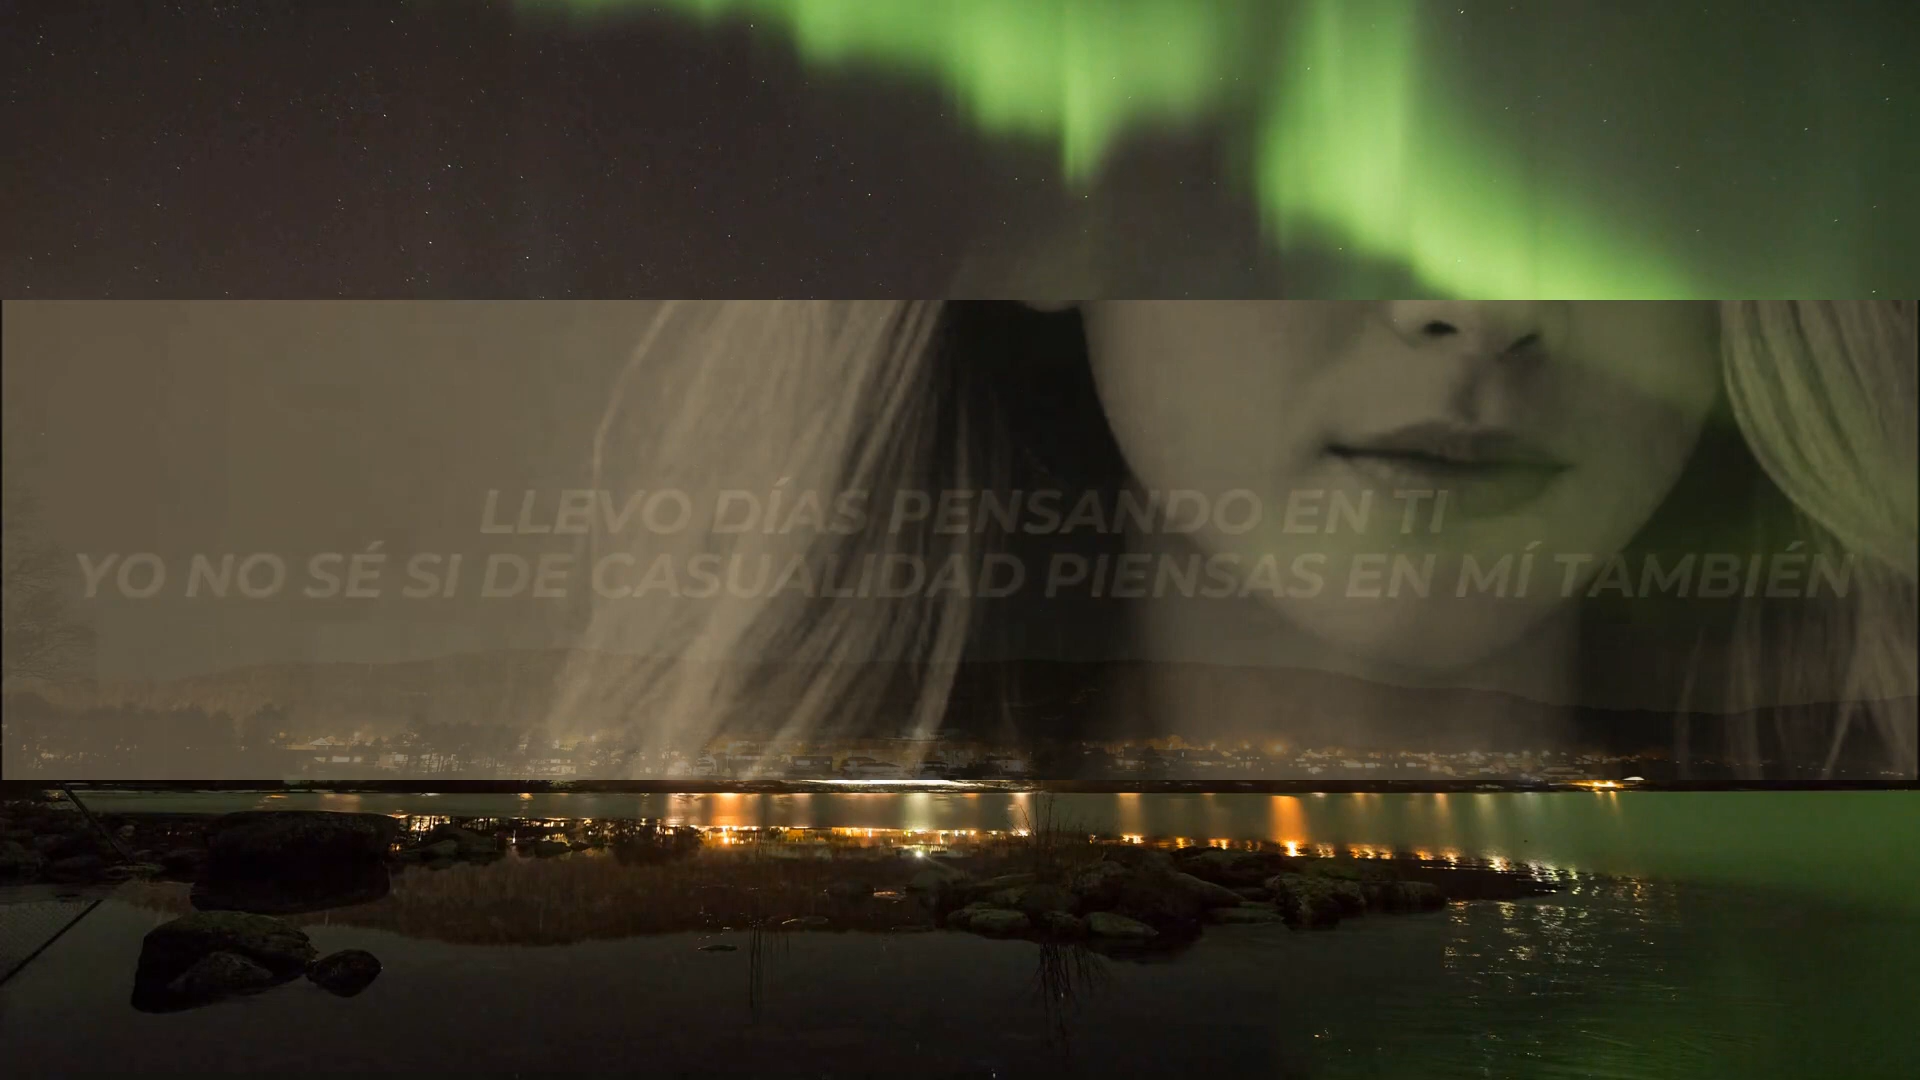 LLEVO DÍAS PENSANDO EN TI
YO NO SÉ SI DE CASUALIDAD PIENSAS EN MÍ TAMBIÉN